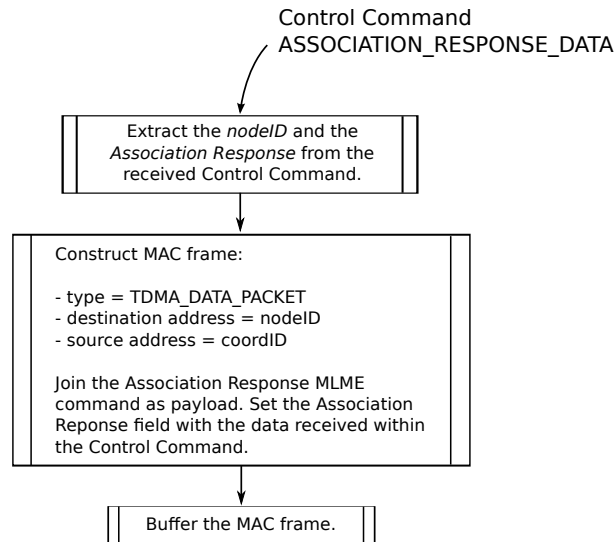 Control Command
ASSOCIATION_RESPONSE_DATA
Extract the nodeID and the
Association Response from the
received Control Command.
Construct MAC frame:
- type = TDMA_DATA_PACKET
- destination address = nodeID
- source address = coordID
Join the Association Response MLME
command as payload. Set the Association
Reponse field with the data received within
the Control Command.
Buffer the MAC frame.